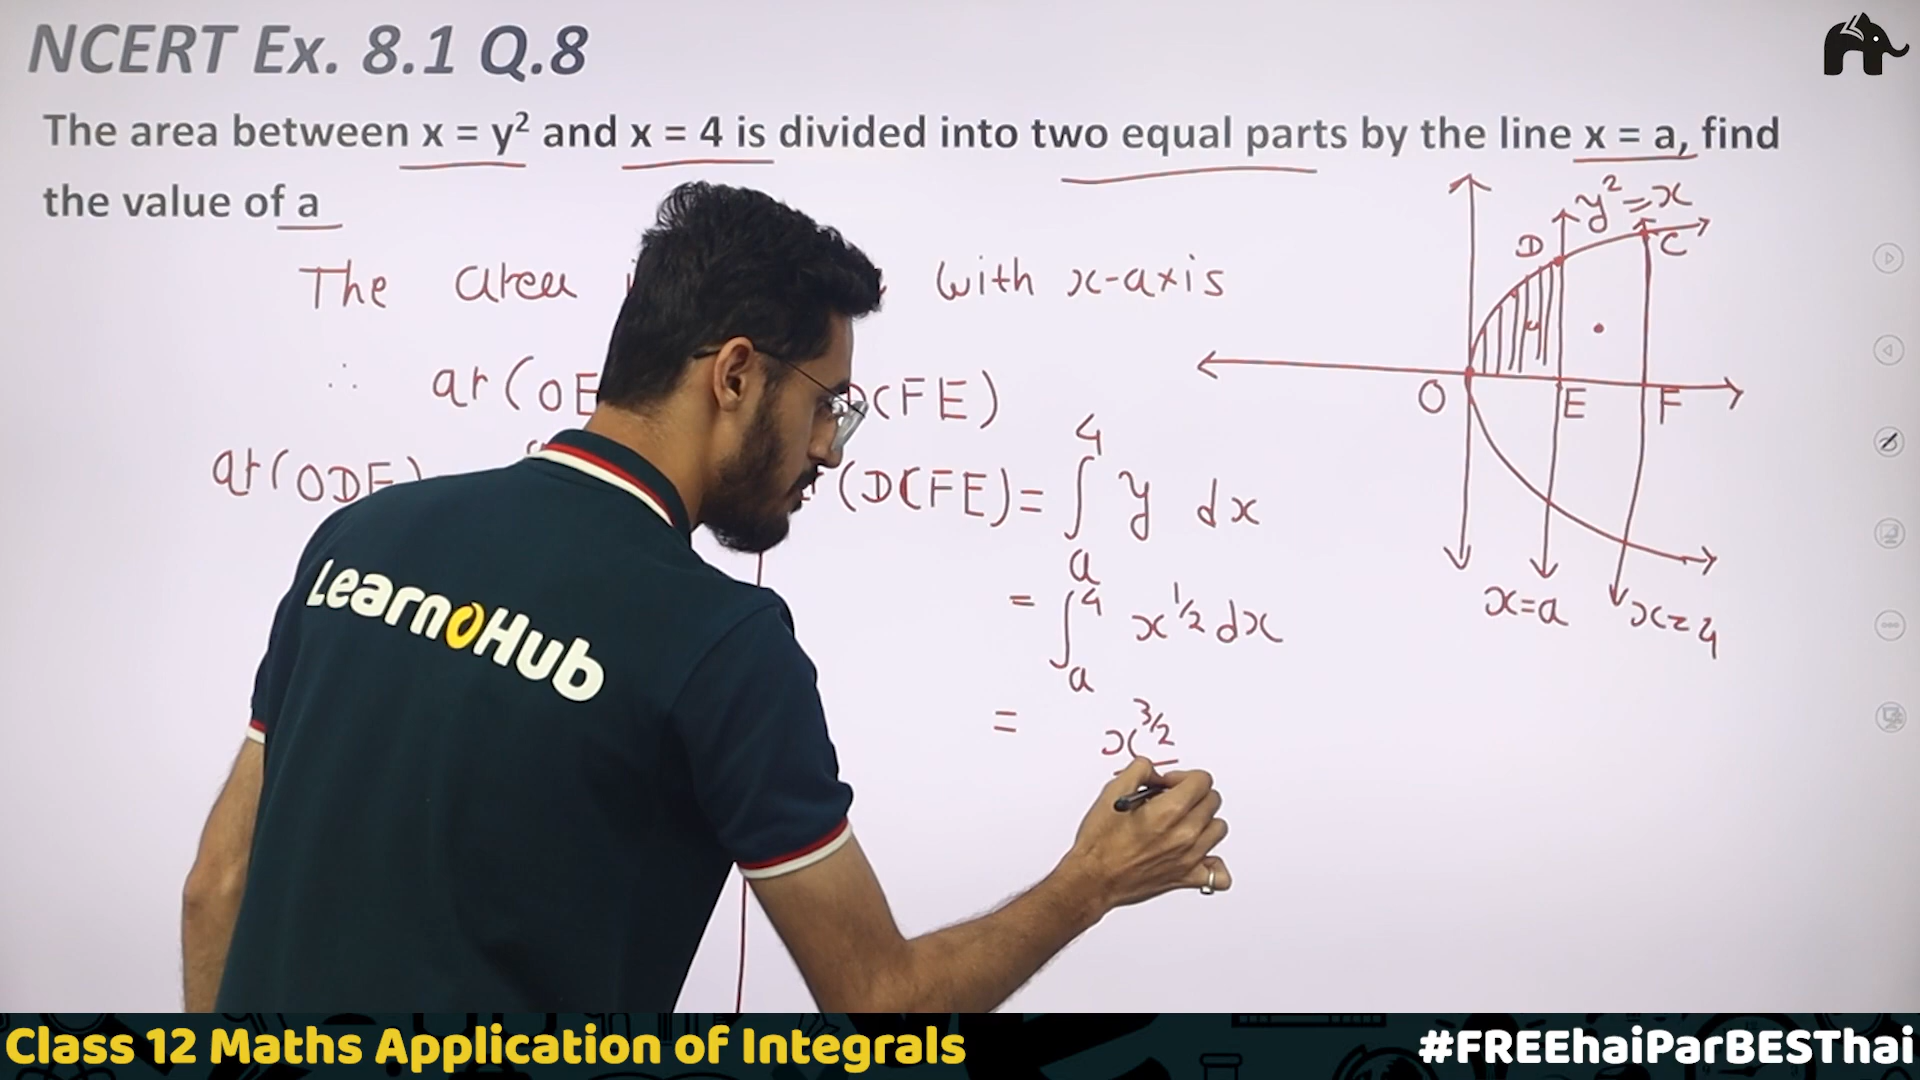 NCERT Ex. 8.1 Q.8
The area between x = y² and x = 4 is divided into two equal parts by the line x = a, find
the value of a
The area with x-axis
∴ ar(OE DCFE)
ar(ODE) (DCFE) = ∫ₐ⁴ y dx
= ∫ₐ⁴ x^1/2 dx
= x^3/2
y² = x
D C
O E F
x=a x=4
LearnoHub
Class 12 Maths Application of Integrals
#FREEhaiParBESThai